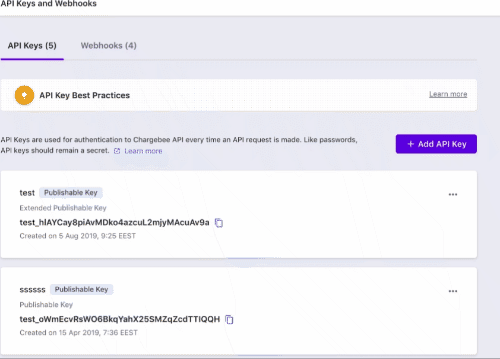 API Keys and Webhooks
API Keys (5)
Webhooks (4)
API Key Best Practices
Learn more
API Keys are used for authentication to Chargebee API every time an API request is made. Like passwords,
API keys should remain a secret. Learn more
+ Add API Key
test Publishable Key
Extended Publishable Key
test_hlAYCay8piAvMDko4azcuL2mjyMAcuAv9a
Created on 5 Aug 2019, 9:25 EEST
ssssss Publishable Key
Publishable Key
test_oWmEcvRsWO6BkqYahX25SMZqZcdTTIQQH
Created on 15 Apr 2019, 7:36 EEST